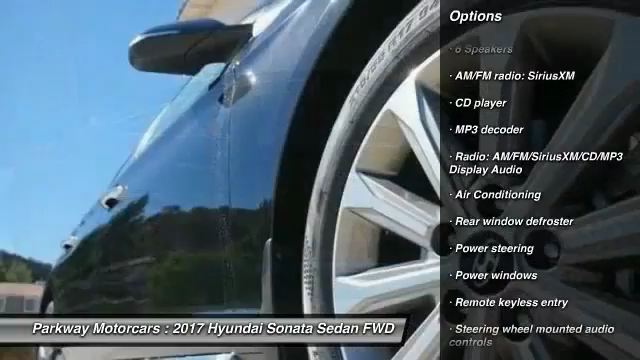 Options
· 6 Speakers
· AM/FM radio: SiriusXM
· CD player
· MP3 decoder
· Radio: AM/FM/SiriusXM/CD/MP3
Display Audio
· Air Conditioning
· Rear window defroster
· Power steering
· Power windows
· Remote keyless entry
· Steering wheel mounted audio
controls
Parkway Motorcars : 2017 Hyundai Sonata Sedan FWD